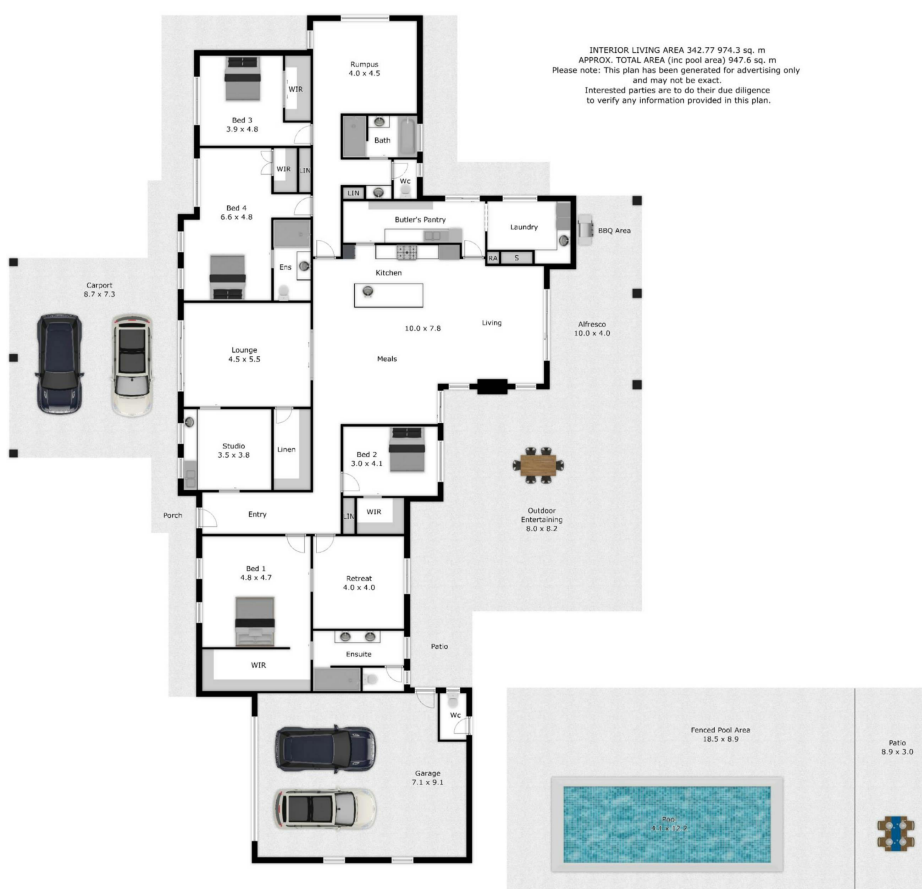 INTERIOR LIVING AREA 342.77 974.3 sq. m
APPROX. TOTAL AREA (inc pool area) 947.6 sq. m
Please note: This plan has been generated for advertising only
and may not be exact.
Interested parties are to do their due diligence
to verify any information provided in this plan.
Rumpus
4.0 x 4.5
WIR
Bed 3
3.9 x 4.8
Bath
WIR
LIN
Wc
LIN
Bed 4
6.6 x 4.8
Butler's Pantry
Laundry
BBQ Area
Ens
RA
S
Kitchen
Carport
8.7 x 7.3
10.0 x 7.8
Living
Alfresco
10.0 x 4.0
Lounge
4.5 x 5.5
Meals
Studio
3.5 x 3.8
Linen
Bed 2
3.0 x 4.1
Porch
Entry
LIN
WIR
Outdoor
Entertaining
8.0 x 8.2
Bed 1
4.8 x 4.7
Retreat
4.0 x 4.0
Ensuite
Patio
WIR
Wc
Garage
7.1 x 9.1
Fenced Pool Area
18.5 x 8.9
Patio
8.9 x 3.0
Pool